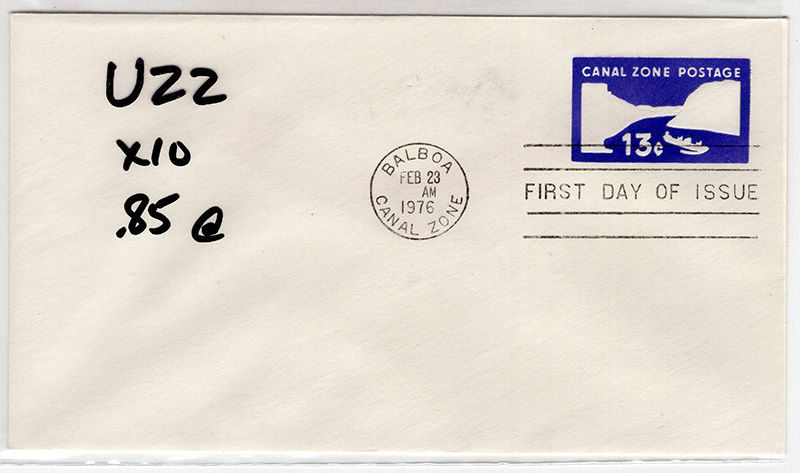 U22
x10
.85 @
CANAL ZONE POSTAGE
13¢
BALBOA
FEB 23
AM
1976
CANAL ZONE
FIRST DAY OF ISSUE